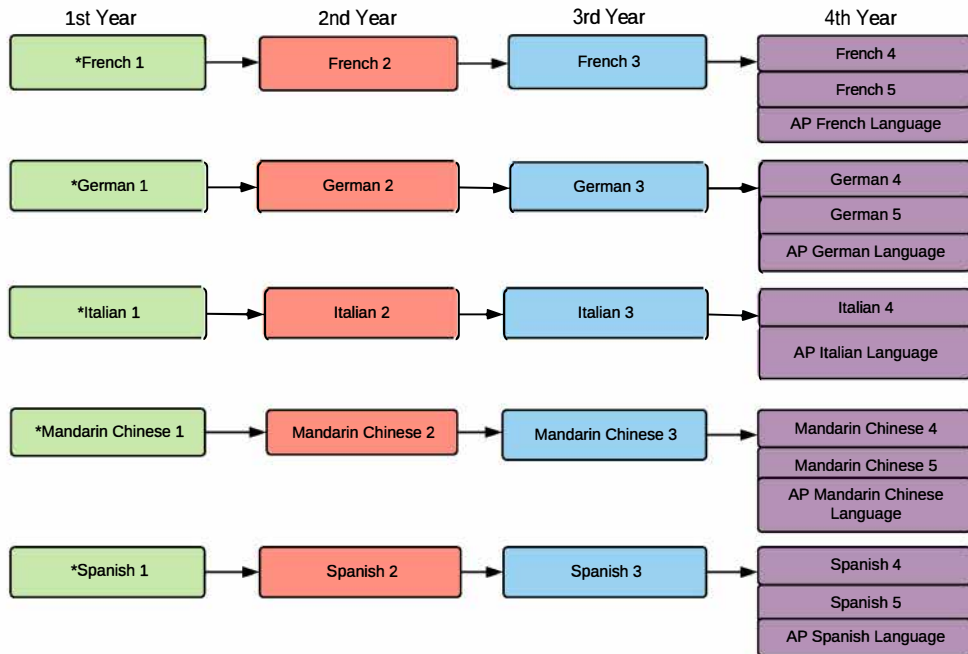 1st Year
2nd Year
3rd Year
4th Year
*French 1
French 2
French 3
French 4
French 5
AP French Language
*German 1
German 2
German 3
German 4
German 5
AP German Language
*Italian 1
Italian 2
Italian 3
Italian 4
AP Italian Language
*Mandarin Chinese 1
Mandarin Chinese 2
Mandarin Chinese 3
Mandarin Chinese 4
Mandarin Chinese 5
AP Mandarin Chinese
Language
*Spanish 1
Spanish 2
Spanish 3
Spanish 4
Spanish 5
AP Spanish Language